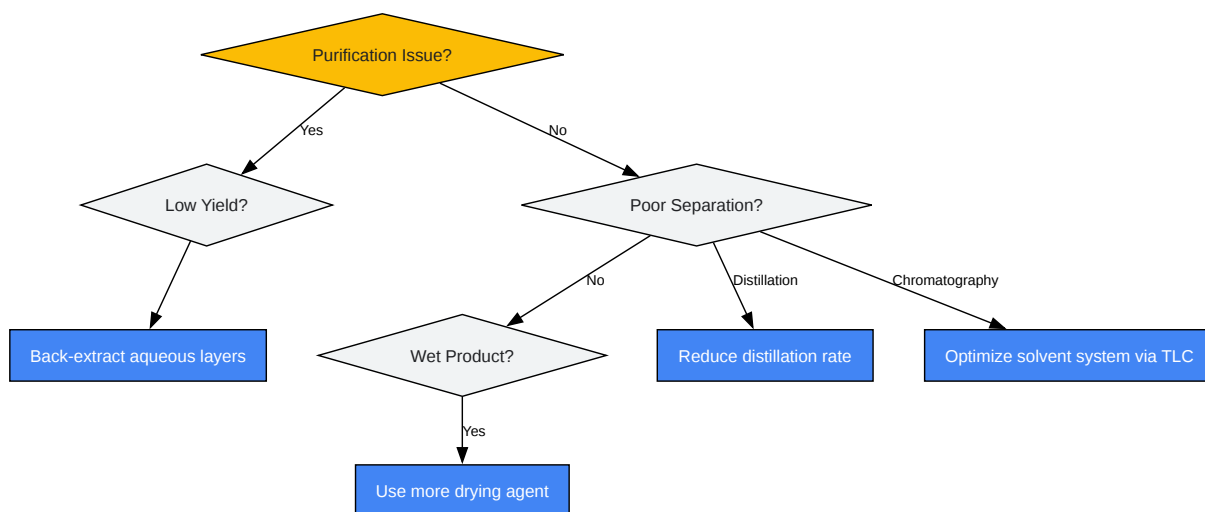 Purification Issue?
Yes
No
Low Yield?
Poor Separation?
No
Distillation
Chromatography
Back-extract aqueous layers
Wet Product?
Reduce distillation rate
Optimize solvent system via TLC
Yes
Use more drying agent